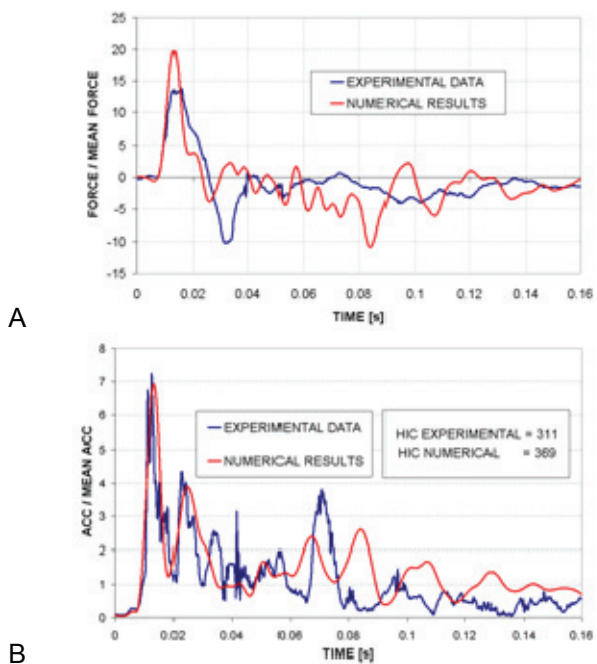 25
20
15
10
5
0
-5
-10
-15
FORCE / MEAN FORCE
EXPERIMENTAL DATA
NUMERICAL RESULTS
0 0.02 0.04 0.06 0.08 0.1 0.12 0.14 0.16
TIME [s]
A
8
7
6
5
4
3
2
1
0
ACC / MEAN ACC
EXPERIMENTAL DATA
NUMERICAL RESULTS
HIC EXPERIMENTAL = 311
HIC NUMERICAL = 369
0.00 0.02 0.04 0.06 0.08 0.1 0.12 0.14 0.16
TIME [s]
B